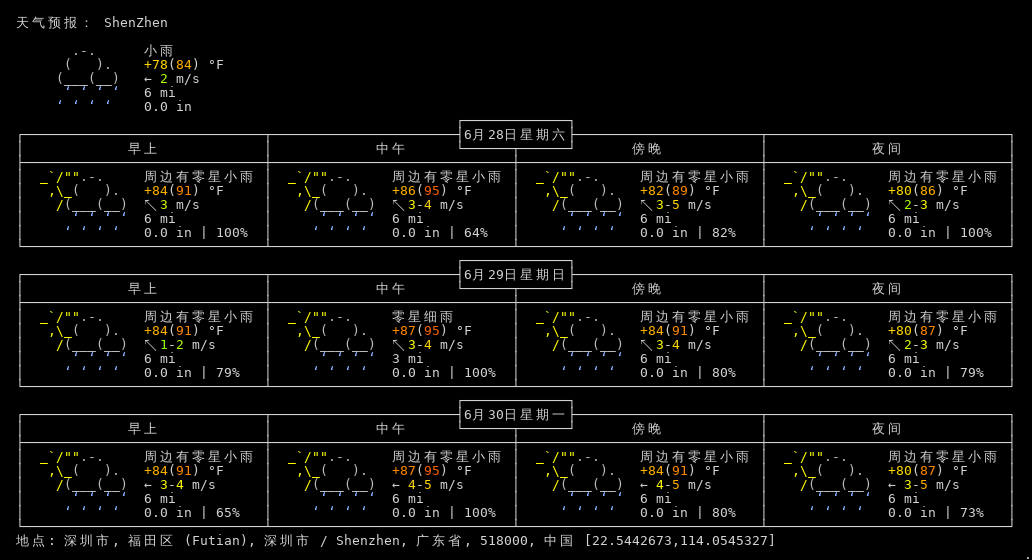 天气预报： ShenZhen
小雨
+78(84) °F
← 2 m/s
6 mi
0.0 in
6月28日星期六
早上 中午 傍晚 夜间
周边有零星小雨 周边有零星小雨 周边有零星小雨 周边有零星小雨
+84(91) °F +86(95) °F +82(89) °F +80(86) °F
↖ 3 m/s ↖ 3-4 m/s ↖ 3-5 m/s ↖ 2-3 m/s
6 mi 6 mi 6 mi 6 mi
0.0 in | 100% 0.0 in | 64% 0.0 in | 82% 0.0 in | 100%
6月29日星期日
早上 中午 傍晚 夜间
周边有零星小雨 零星细雨 周边有零星小雨 周边有零星小雨
+84(91) °F +87(95) °F +84(91) °F +80(87) °F
↖ 1-2 m/s ↖ 3-4 m/s ↖ 3-4 m/s ↖ 2-3 m/s
6 mi 3 mi 6 mi 6 mi
0.0 in | 79% 0.0 in | 100% 0.0 in | 80% 0.0 in | 79%
6月30日星期一
早上 中午 傍晚 夜间
周边有零星小雨 周边有零星小雨 周边有零星小雨 周边有零星小雨
+84(91) °F +87(95) °F +84(91) °F +80(87) °F
← 3-4 m/s ← 4-5 m/s ← 4-5 m/s ← 3-5 m/s
6 mi 6 mi 6 mi 6 mi
0.0 in | 65% 0.0 in | 100% 0.0 in | 80% 0.0 in | 73%
地点: 深圳市, 福田区 (Futian), 深圳市 / Shenzhen, 广东省, 518000, 中国 [22.5442673,114.0545327]